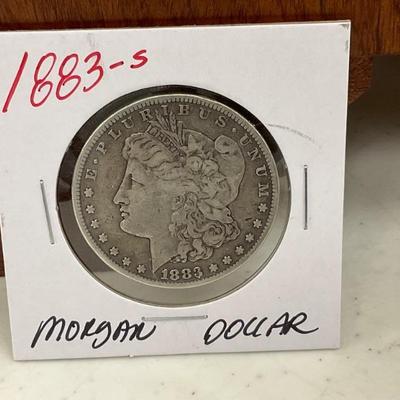 1883-S
E·PLURIBUS·UNUM
LIBERTY
1883
MORGAN DOLLAR